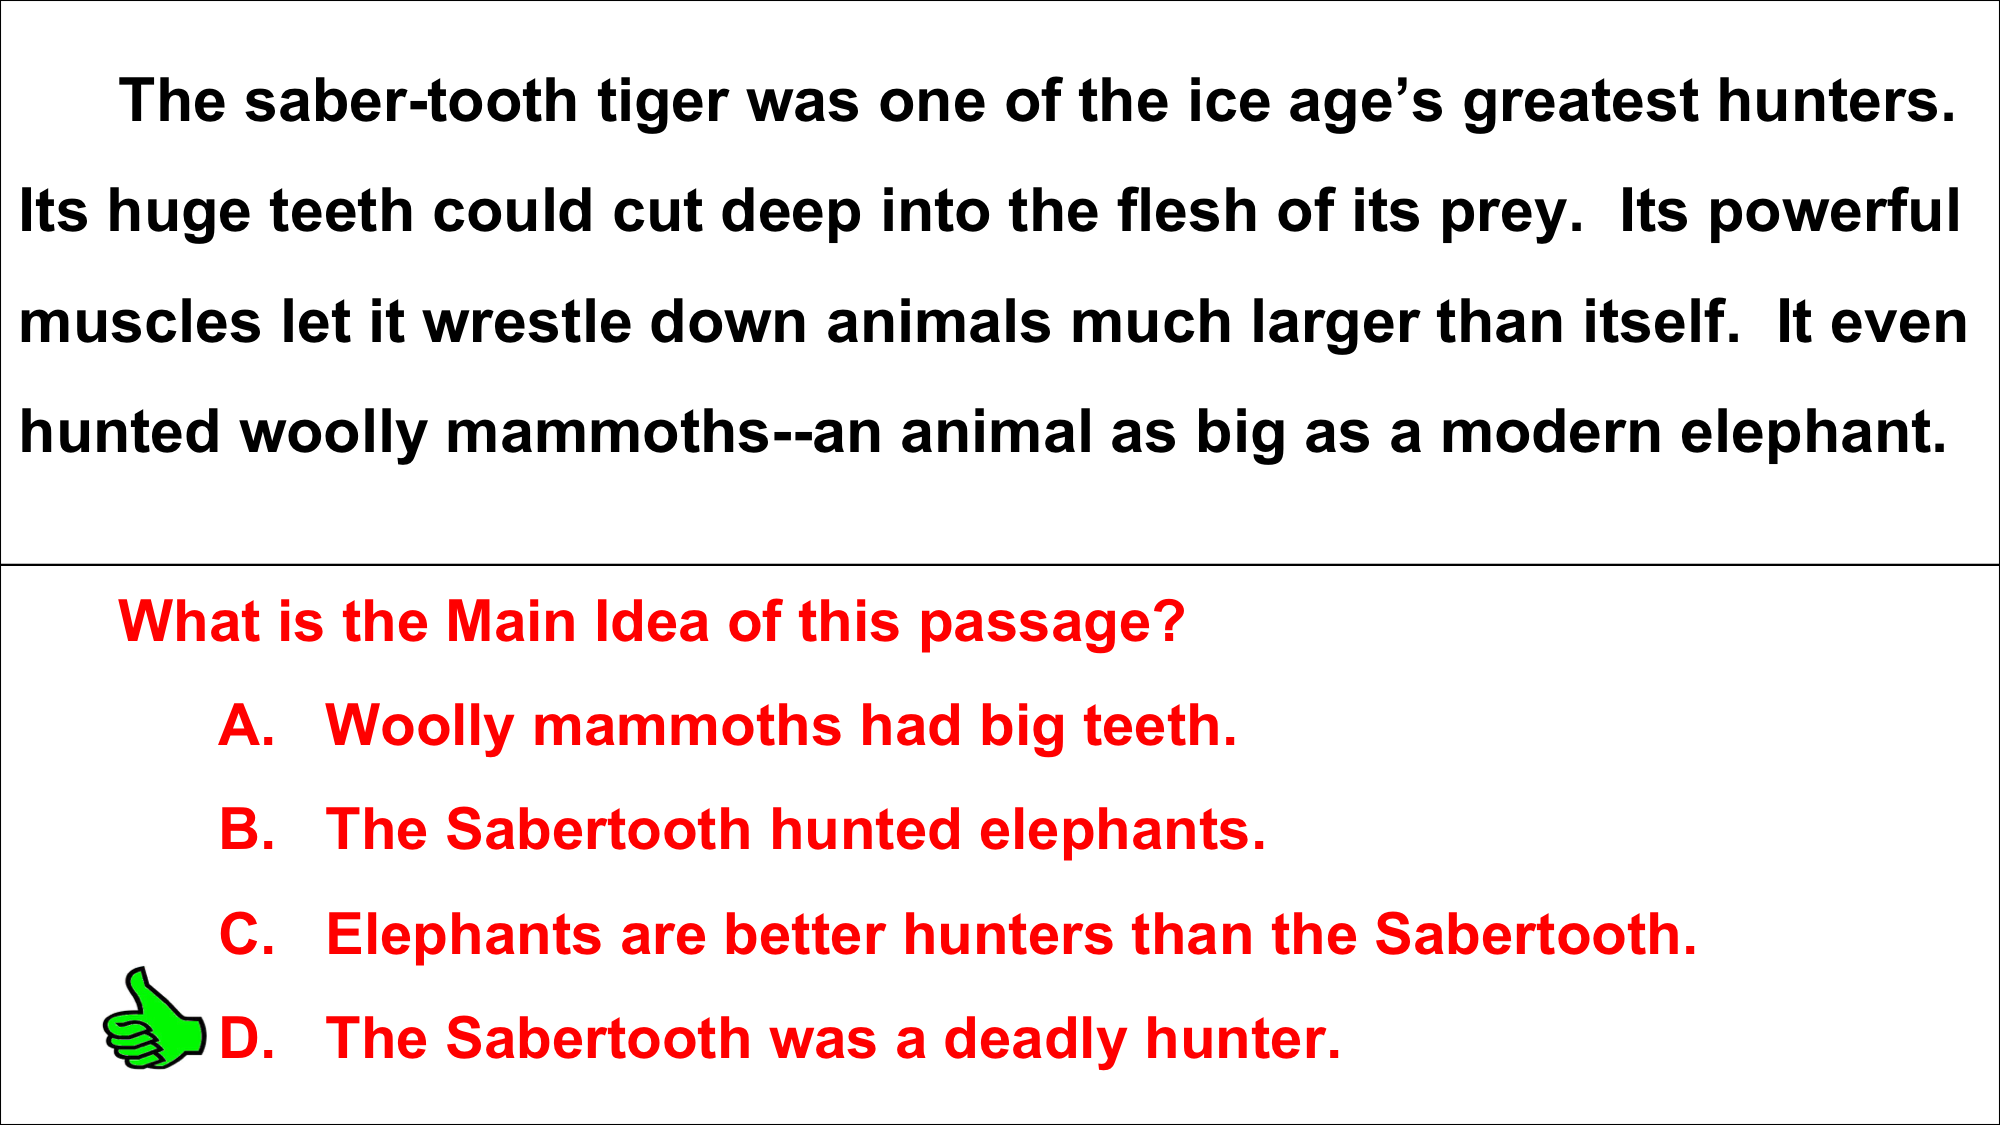 The saber-tooth tiger was one of the ice age’s greatest hunters.
Its huge teeth could cut deep into the flesh of its prey.  Its powerful
muscles let it wrestle down animals much larger than itself.  It even
hunted woolly mammoths--an animal as big as a modern elephant.
What is the Main Idea of this passage?
A. Woolly mammoths had big teeth.
B. The Sabertooth hunted elephants.
C. Elephants are better hunters than the Sabertooth.
D. The Sabertooth was a deadly hunter.